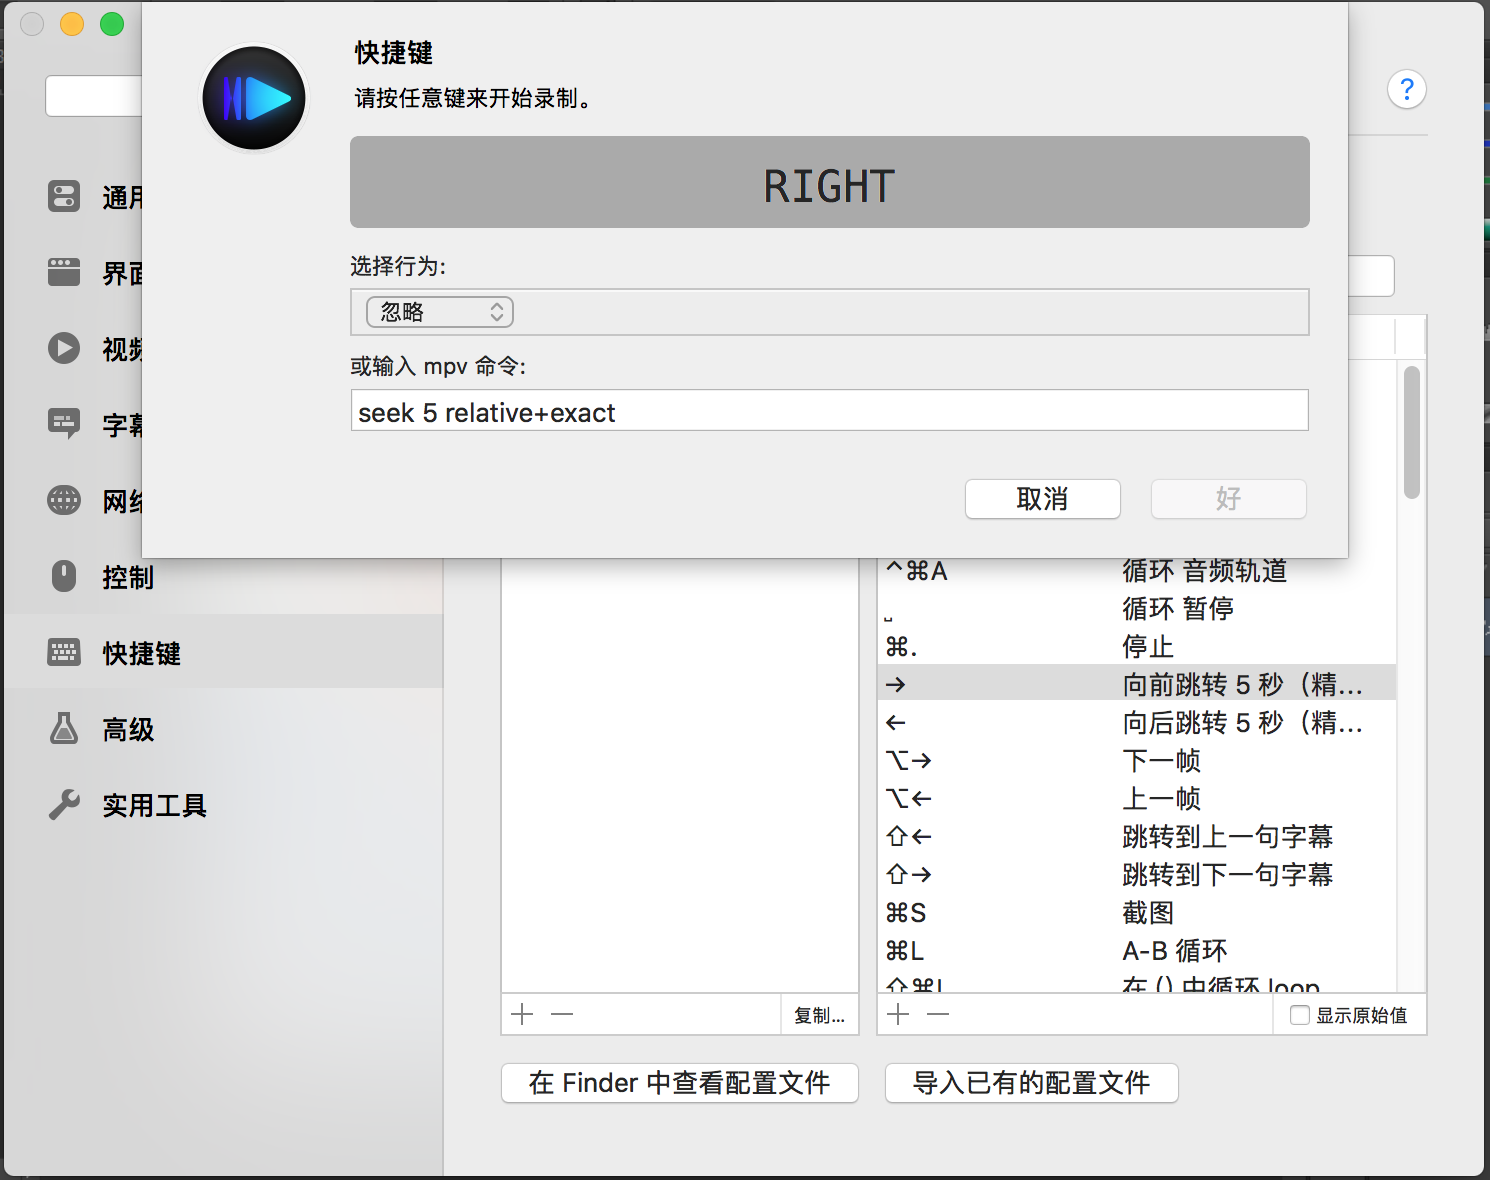 快捷键
请按任意键来开始录制。
RIGHT
选择行为:
忽略
或输入 mpv 命令:
seek 5 relative+exact
取消
好
?
通用
界面
视频
字幕
网络
控制
快捷键
高级
实用工具
^⌘A 循环 音频轨道
␣ 循环 暂停
⌘. 停止
→ 向前跳转 5 秒（精…
← 向后跳转 5 秒（精…
⌥→ 下一帧
⌥← 上一帧
⇧← 跳转到上一句字幕
⇧→ 跳转到下一句字幕
⌘S 截图
⌘L A-B 循环
⇧⌘L 在 () 中循环 loop
复制...
显示原始值
在 Finder 中查看配置文件
导入已有的配置文件